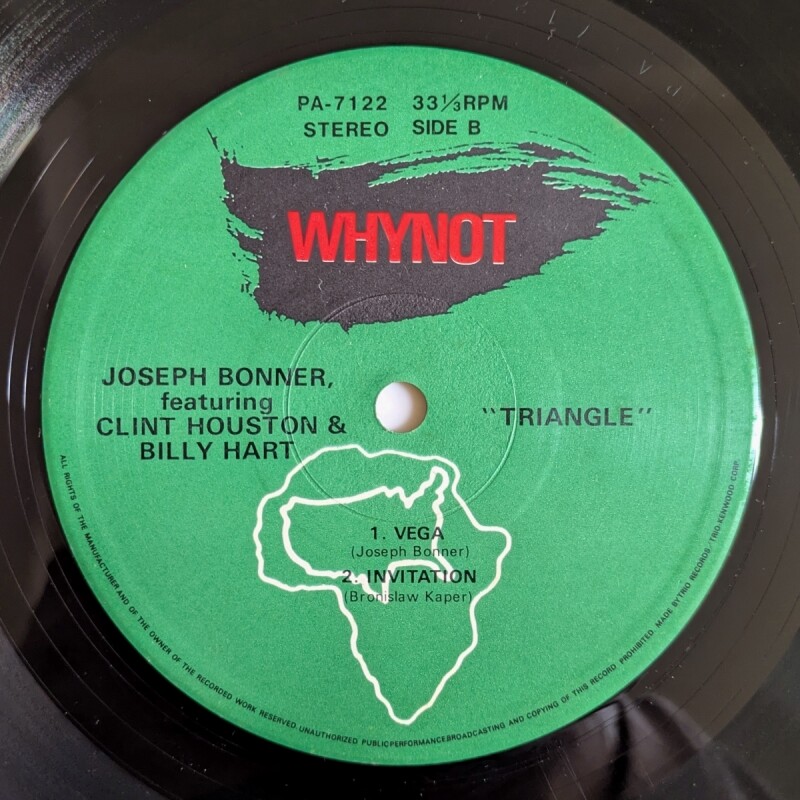 PA-7122 33⅓RPM
STEREO SIDE B
WHYNOT
JOSEPH BONNER,
featuring
CLINT HOUSTON &
BILLY HART
"TRIANGLE"
1. VEGA
(Joseph Bonner)
2. INVITATION
(Bronislaw Kaper)
ALL RIGHTS OF THE MANUFACTURER AND OF THE OWNER OF THE RECORDED WORK RESERVED. UNAUTHORIZED PUBLIC PERFORMANCE BROADCASTING AND COPYING OF THIS RECORD PROHIBITED. MADE BY TRIO RECORDS/TRIO-KENWOOD CORP.